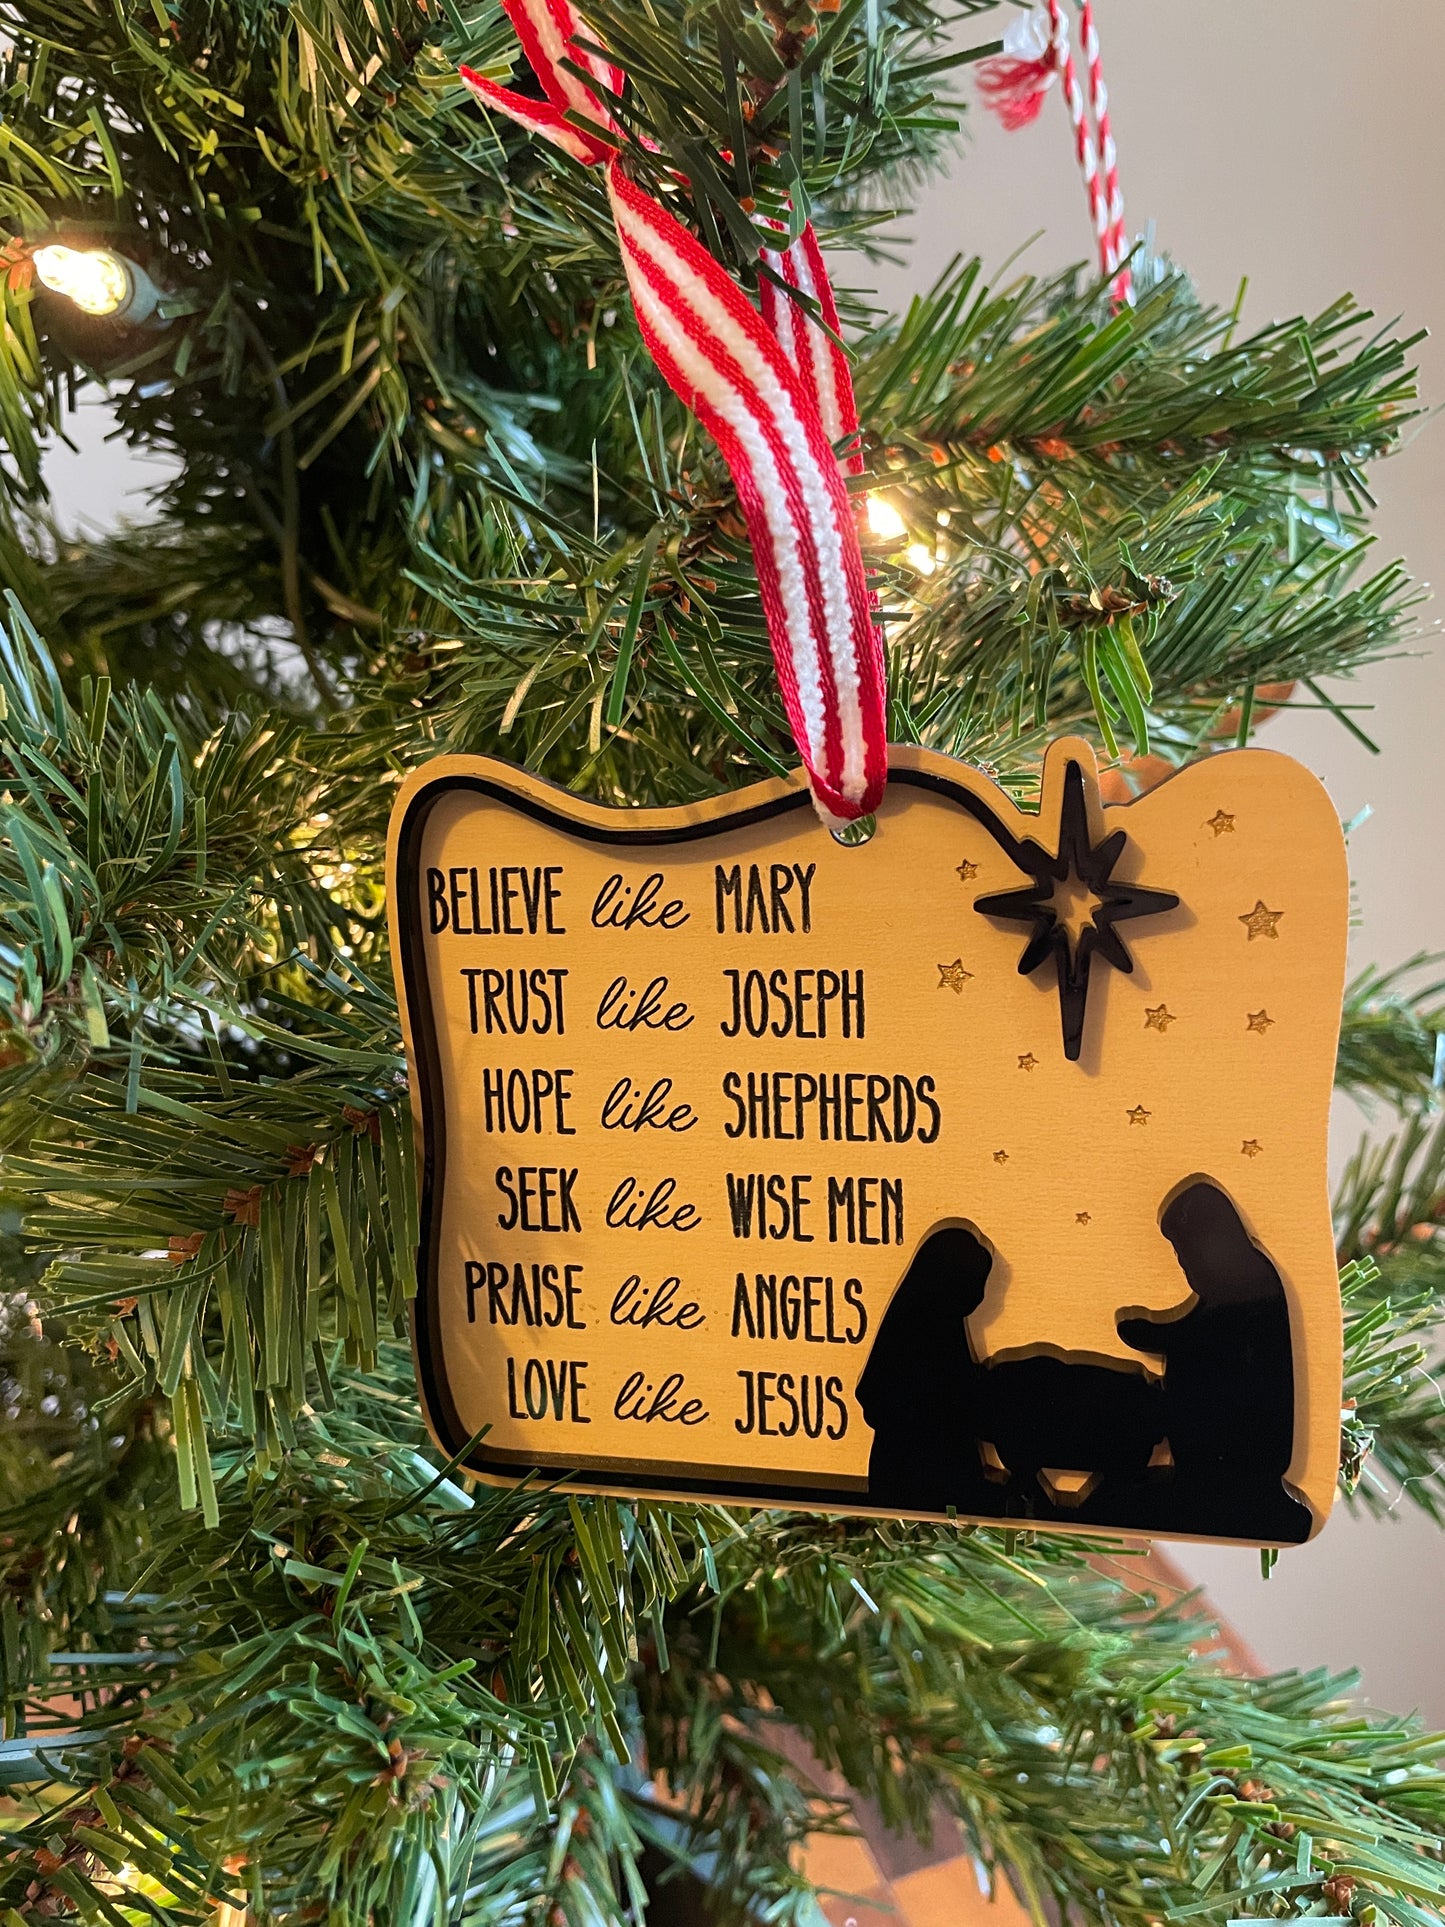 BELIEVE like MARY
TRUST like JOSEPH
HOPE like SHEPHERDS
SEEK like WISE MEN
PRAISE like ANGELS
LOVE like JESUS